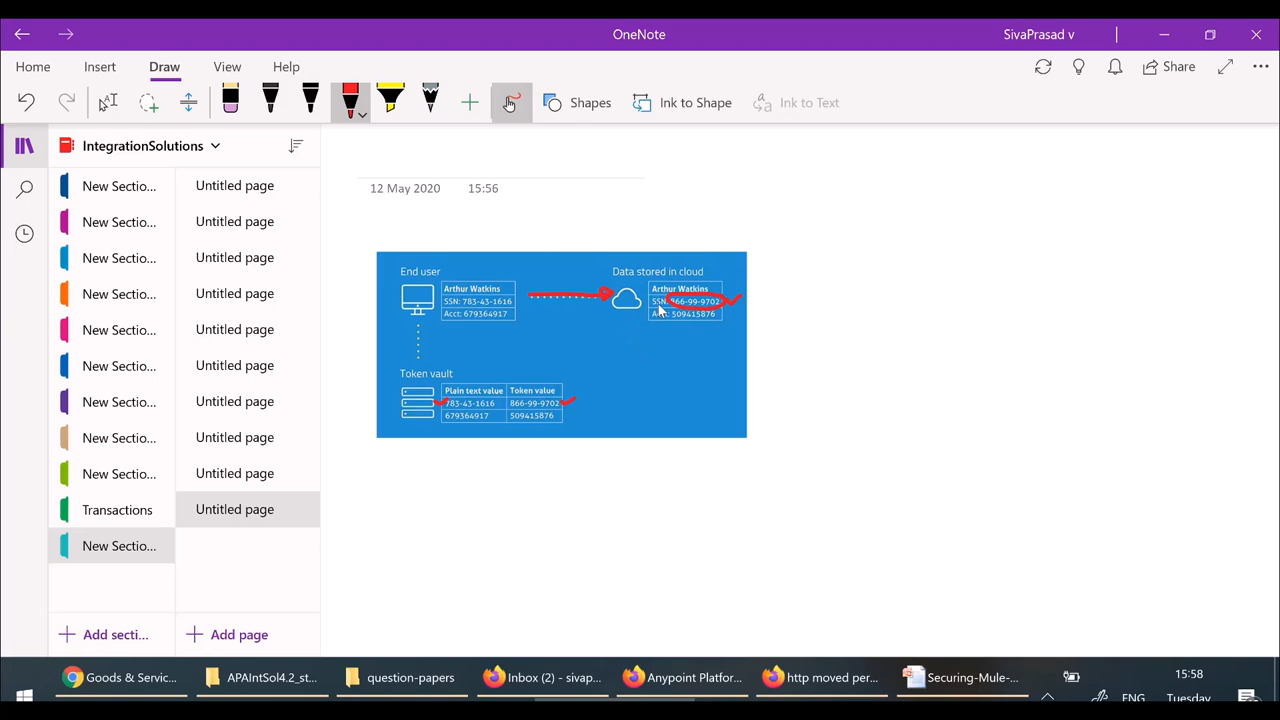 OneNote
SivaPrasad v
Home Insert Draw View Help
Share
Shapes
Ink to Shape
Ink to Text
IntegrationSolutions
New Sectio...
New Sectio...
New Sectio...
New Sectio...
New Sectio...
New Sectio...
New Sectio...
New Sectio...
New Sectio...
Transactions
New Sectio...
Add secti...
Untitled page
Untitled page
Untitled page
Untitled page
Untitled page
Untitled page
Untitled page
Untitled page
Untitled page
Untitled page
Add page
12 May 2020 15:56
End user
Arthur Watkins
SSN: 783-43-1616
Acct: 679364917
Data stored in cloud
Arthur Watkins
SSN: 866-99-9702
Acct: 509415876
Token vault
Plain text value Token value
783-43-1616 866-99-9702
679364917 509415876
Goods & Servic...
APAIntSol4.2_st...
question-papers
Inbox (2) - sivap...
Anypoint Platfor...
http moved per...
Securing-Mule-...
ENG
15:58
Tuesday